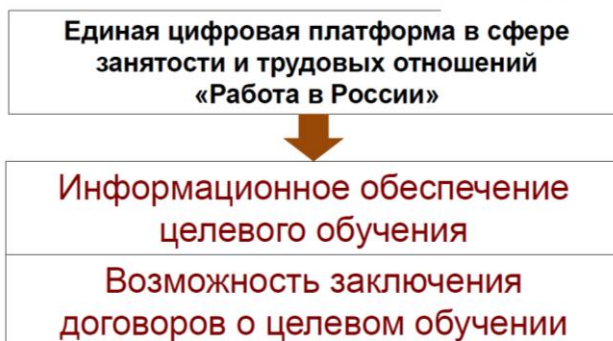 Единая цифровая платформа в сфере
занятости и трудовых отношений
«Работа в России»
Информационное обеспечение
целевого обучения
Возможность заключения
договоров о целевом обучении